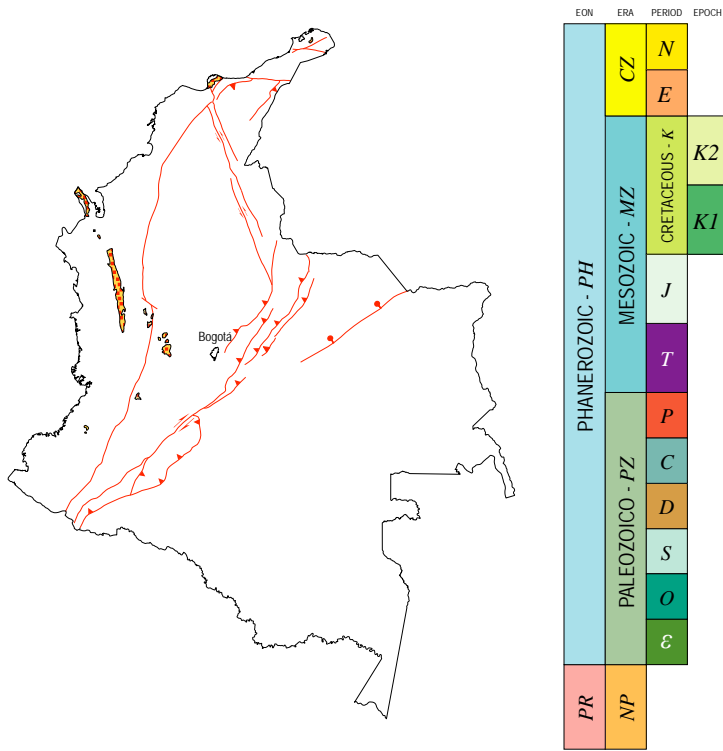 EON ERA PERIOD EPOCH
PHANEROZOIC - PH
PR
CZ
MESOZOIC - MZ
PALEOZOICO - PZ
NP
N
E
CRETACEOUS - K
J
T
P
C
D
S
O
ε
K2
K1
Bogotá